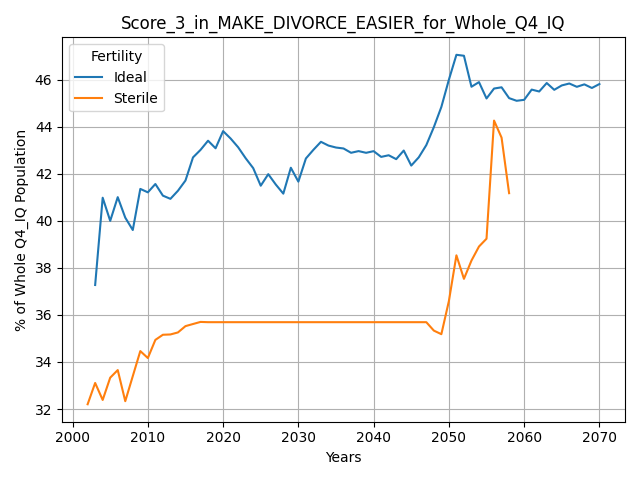 Score_3_in_MAKE_DIVORCE_EASIER_for_Whole_Q4_IQ
Fertility
Ideal
Sterile
% of Whole Q4_IQ Population
46
44
42
40
38
36
34
32
2000 2010 2020 2030 2040 2050 2060 2070
Years